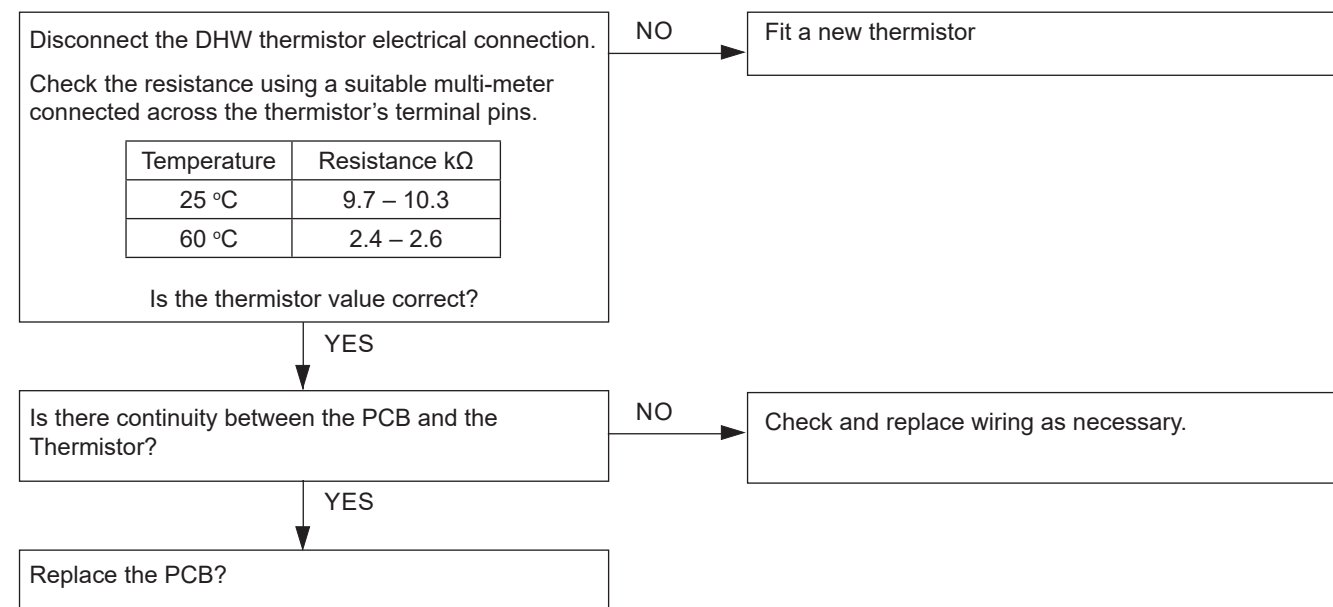 Disconnect the DHW thermistor electrical connection.
NO
Fit a new thermistor
Check the resistance using a suitable multi-meter
connected across the thermistor’s terminal pins.
Temperature Resistance kΩ
25 ºC 9.7 – 10.3
60 ºC 2.4 – 2.6
Is the thermistor value correct?
YES
Is there continuity between the PCB and the
Thermistor?
NO
Check and replace wiring as necessary.
YES
Replace the PCB?